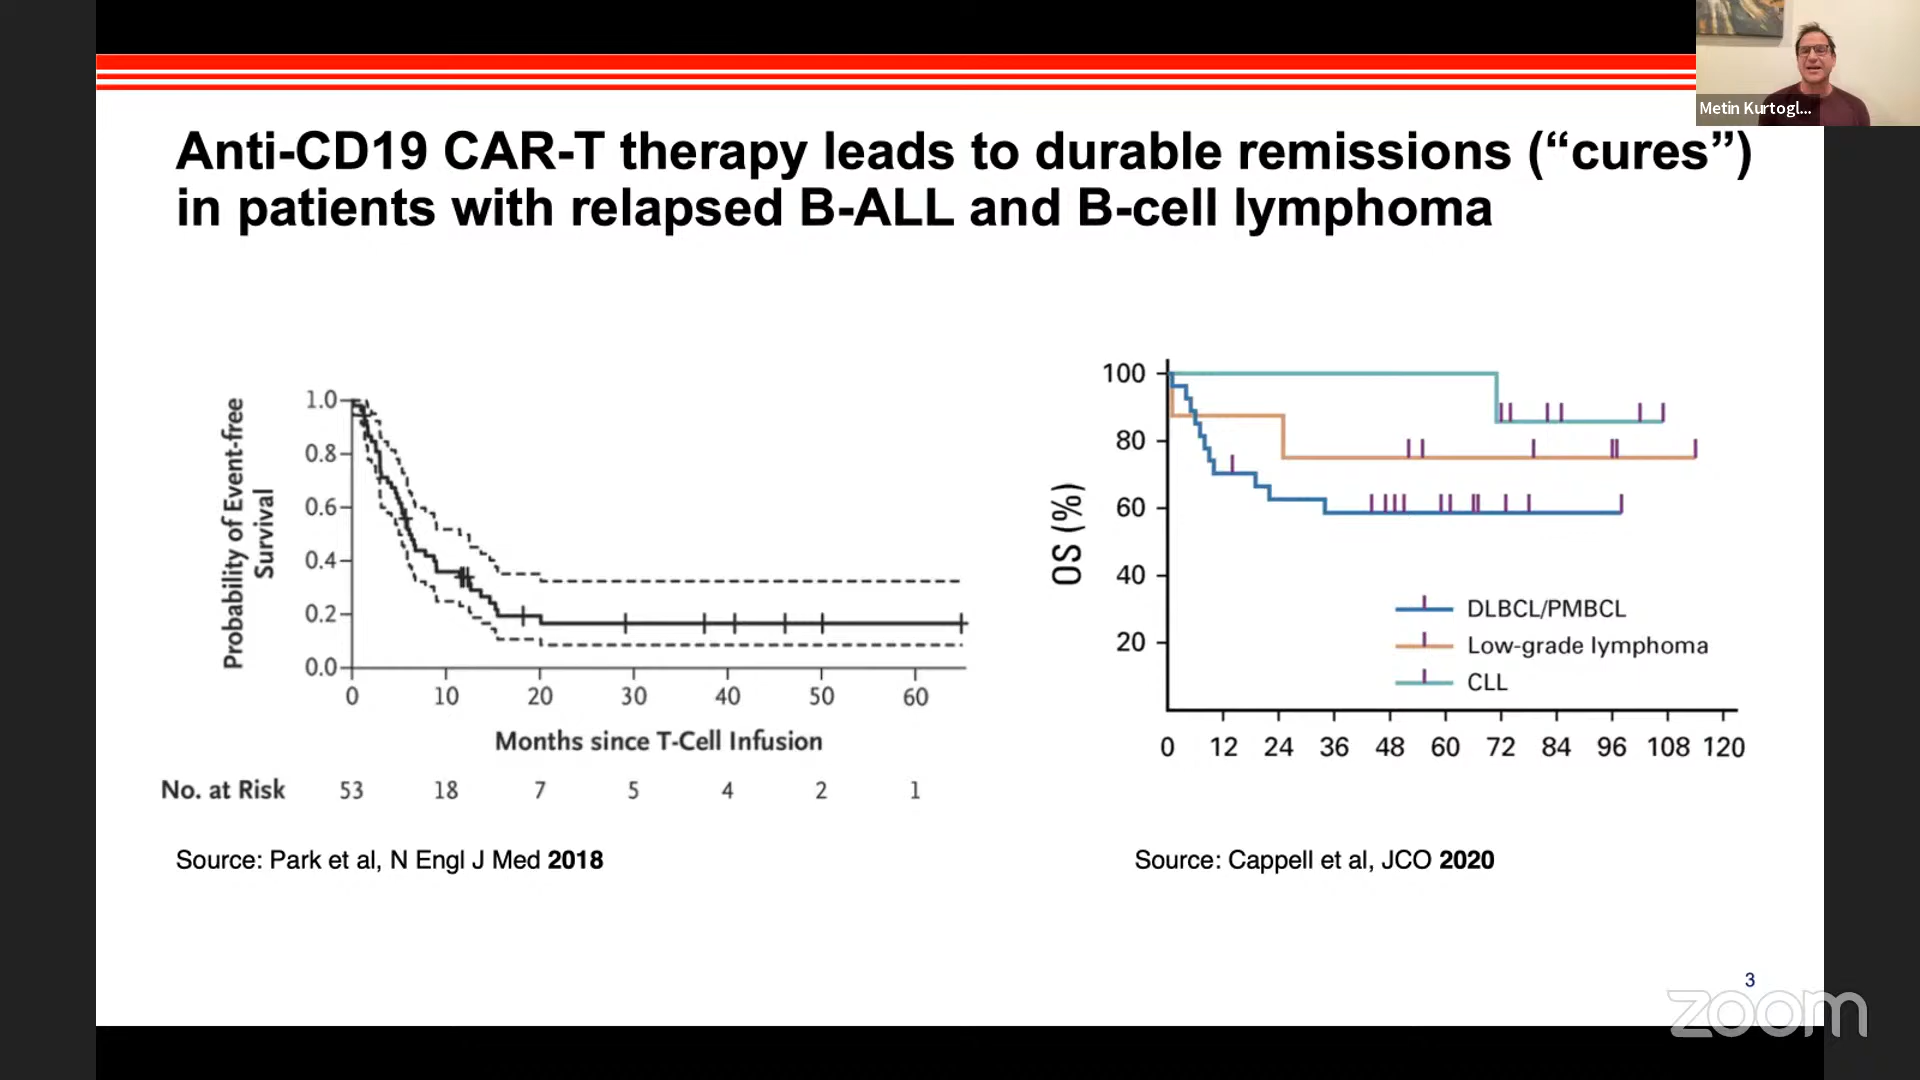 Metin Kurtogl...
Anti-CD19 CAR-T therapy leads to durable remissions (“cures”)
in patients with relapsed B-ALL and B-cell lymphoma
Probability of Event-free
Survival
1.0
0.8
0.6
0.4
0.2
0.0
0 10 20 30 40 50 60
Months since T-Cell Infusion
No. at Risk 53 18 7 5 4 2 1
Source: Park et al, N Engl J Med 2018
OS (%)
100
80
60
40
20
DLBCL/PMBCL
Low-grade lymphoma
CLL
0 12 24 36 48 60 72 84 96 108 120
Source: Cappell et al, JCO 2020
3
zoom